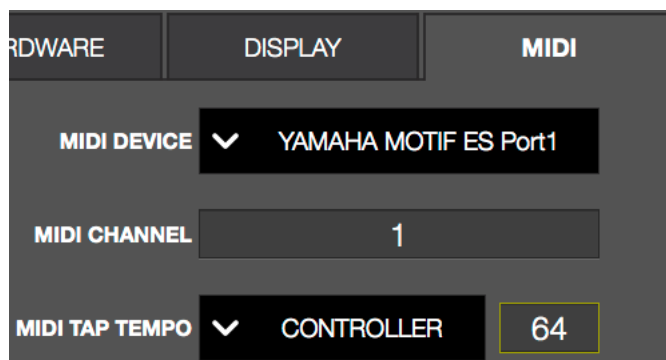 RDWARE DISPLAY MIDI
MIDI DEVICE YAMAHA MOTIF ES Port1
MIDI CHANNEL 1
MIDI TAP TEMPO CONTROLLER 64